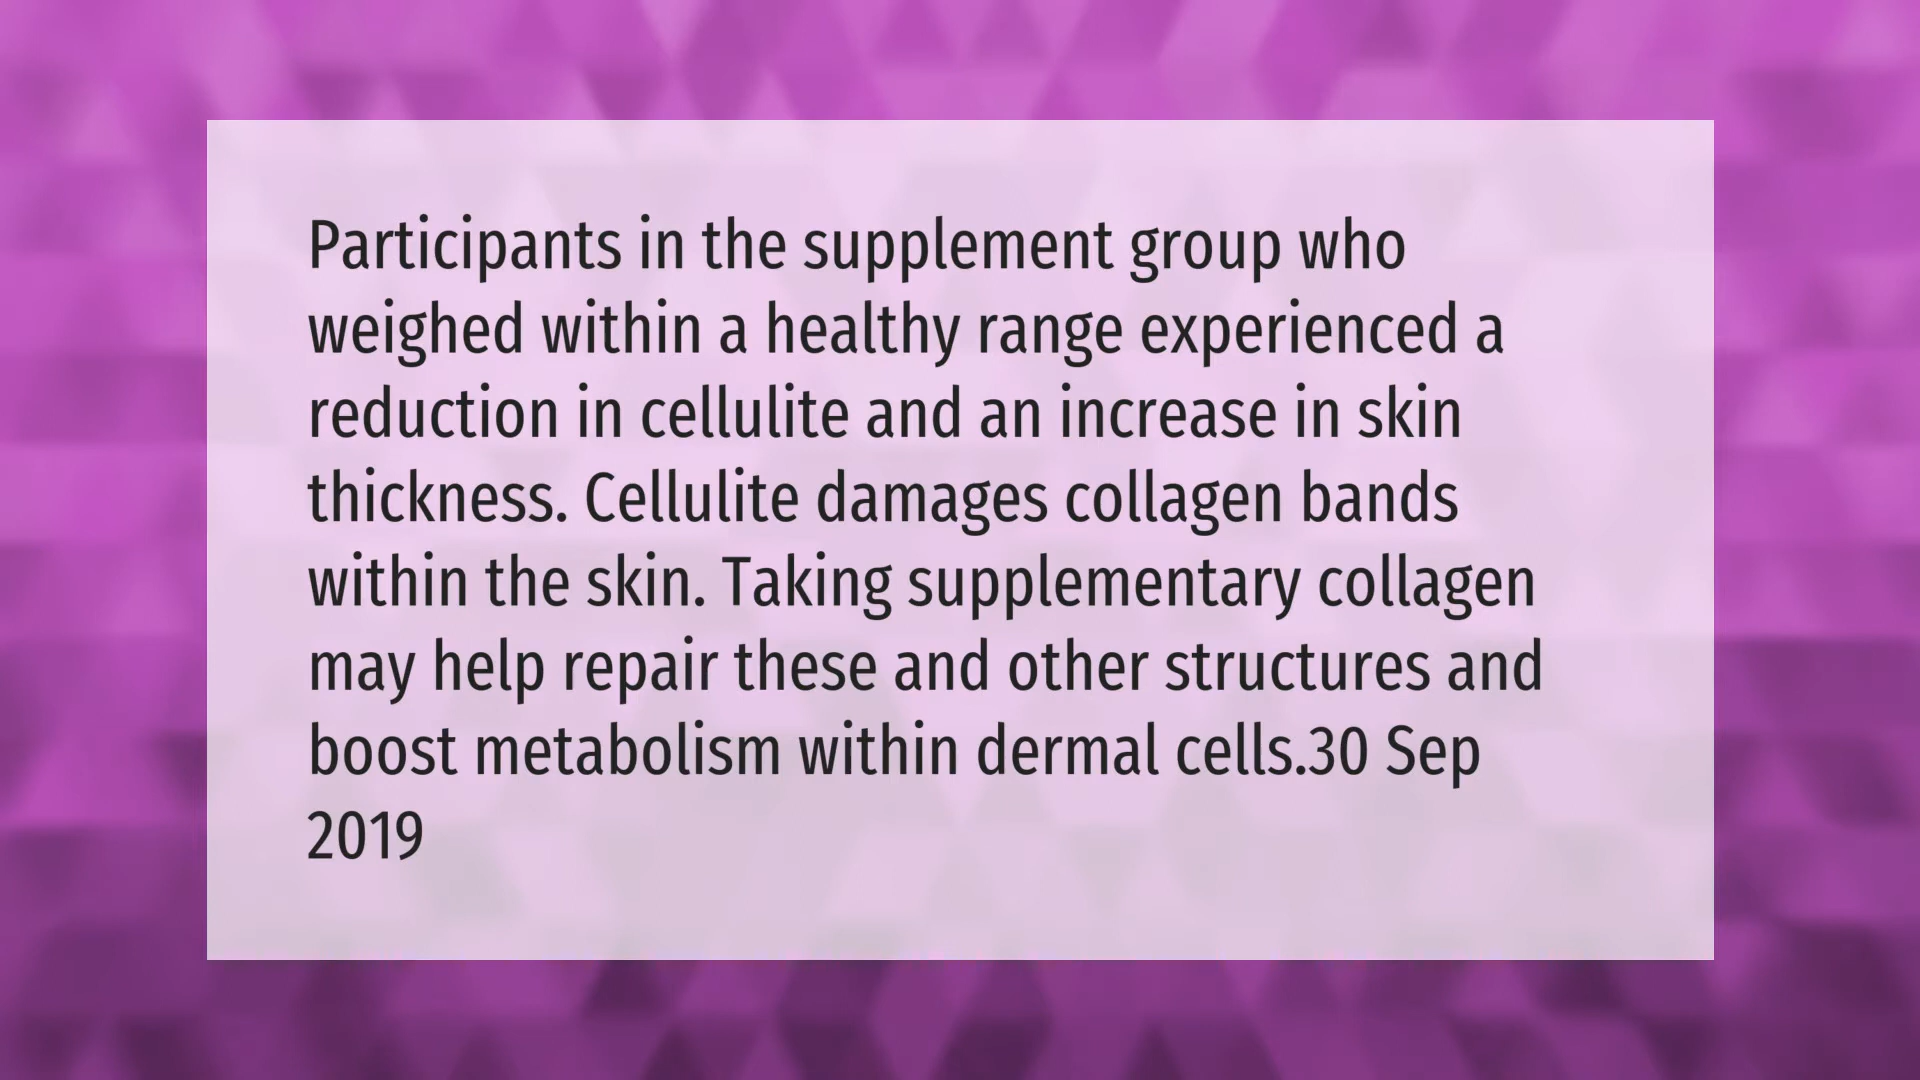 Participants in the supplement group who
weighed within a healthy range experienced a
reduction in cellulite and an increase in skin
thickness. Cellulite damages collagen bands
within the skin. Taking supplementary collagen
may help repair these and other structures and
boost metabolism within dermal cells.30 Sep
2019